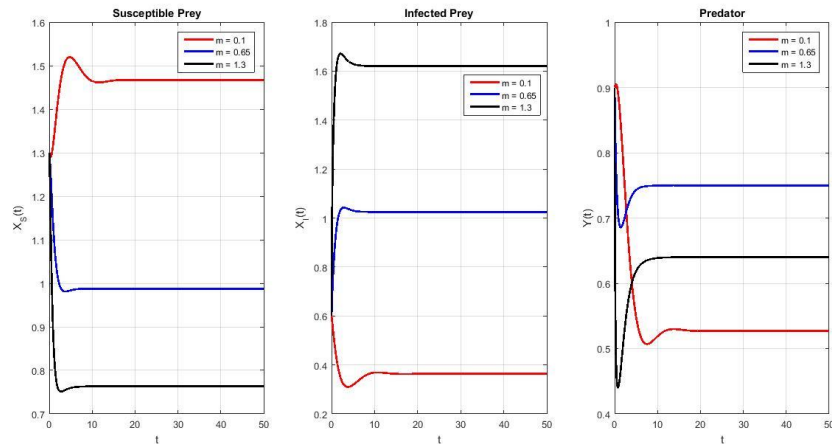 Susceptible Prey
1.6
1.5
1.4
1.3
1.2
1.1
1
0.9
0.8
0.7
X_S(t)
0 10 20 30 40 50
t
m = 0.1
m = 0.65
m = 1.3
Infected Prey
1.8
1.6
1.4
1.2
1
0.8
0.6
0.4
0.2
X_I(t)
0 10 20 30 40 50
t
m = 0.1
m = 0.65
m = 1.3
Predator
1
0.9
0.8
0.7
0.6
0.5
0.4
Y(t)
0 10 20 30 40 50
t
m = 0.1
m = 0.65
m = 1.3